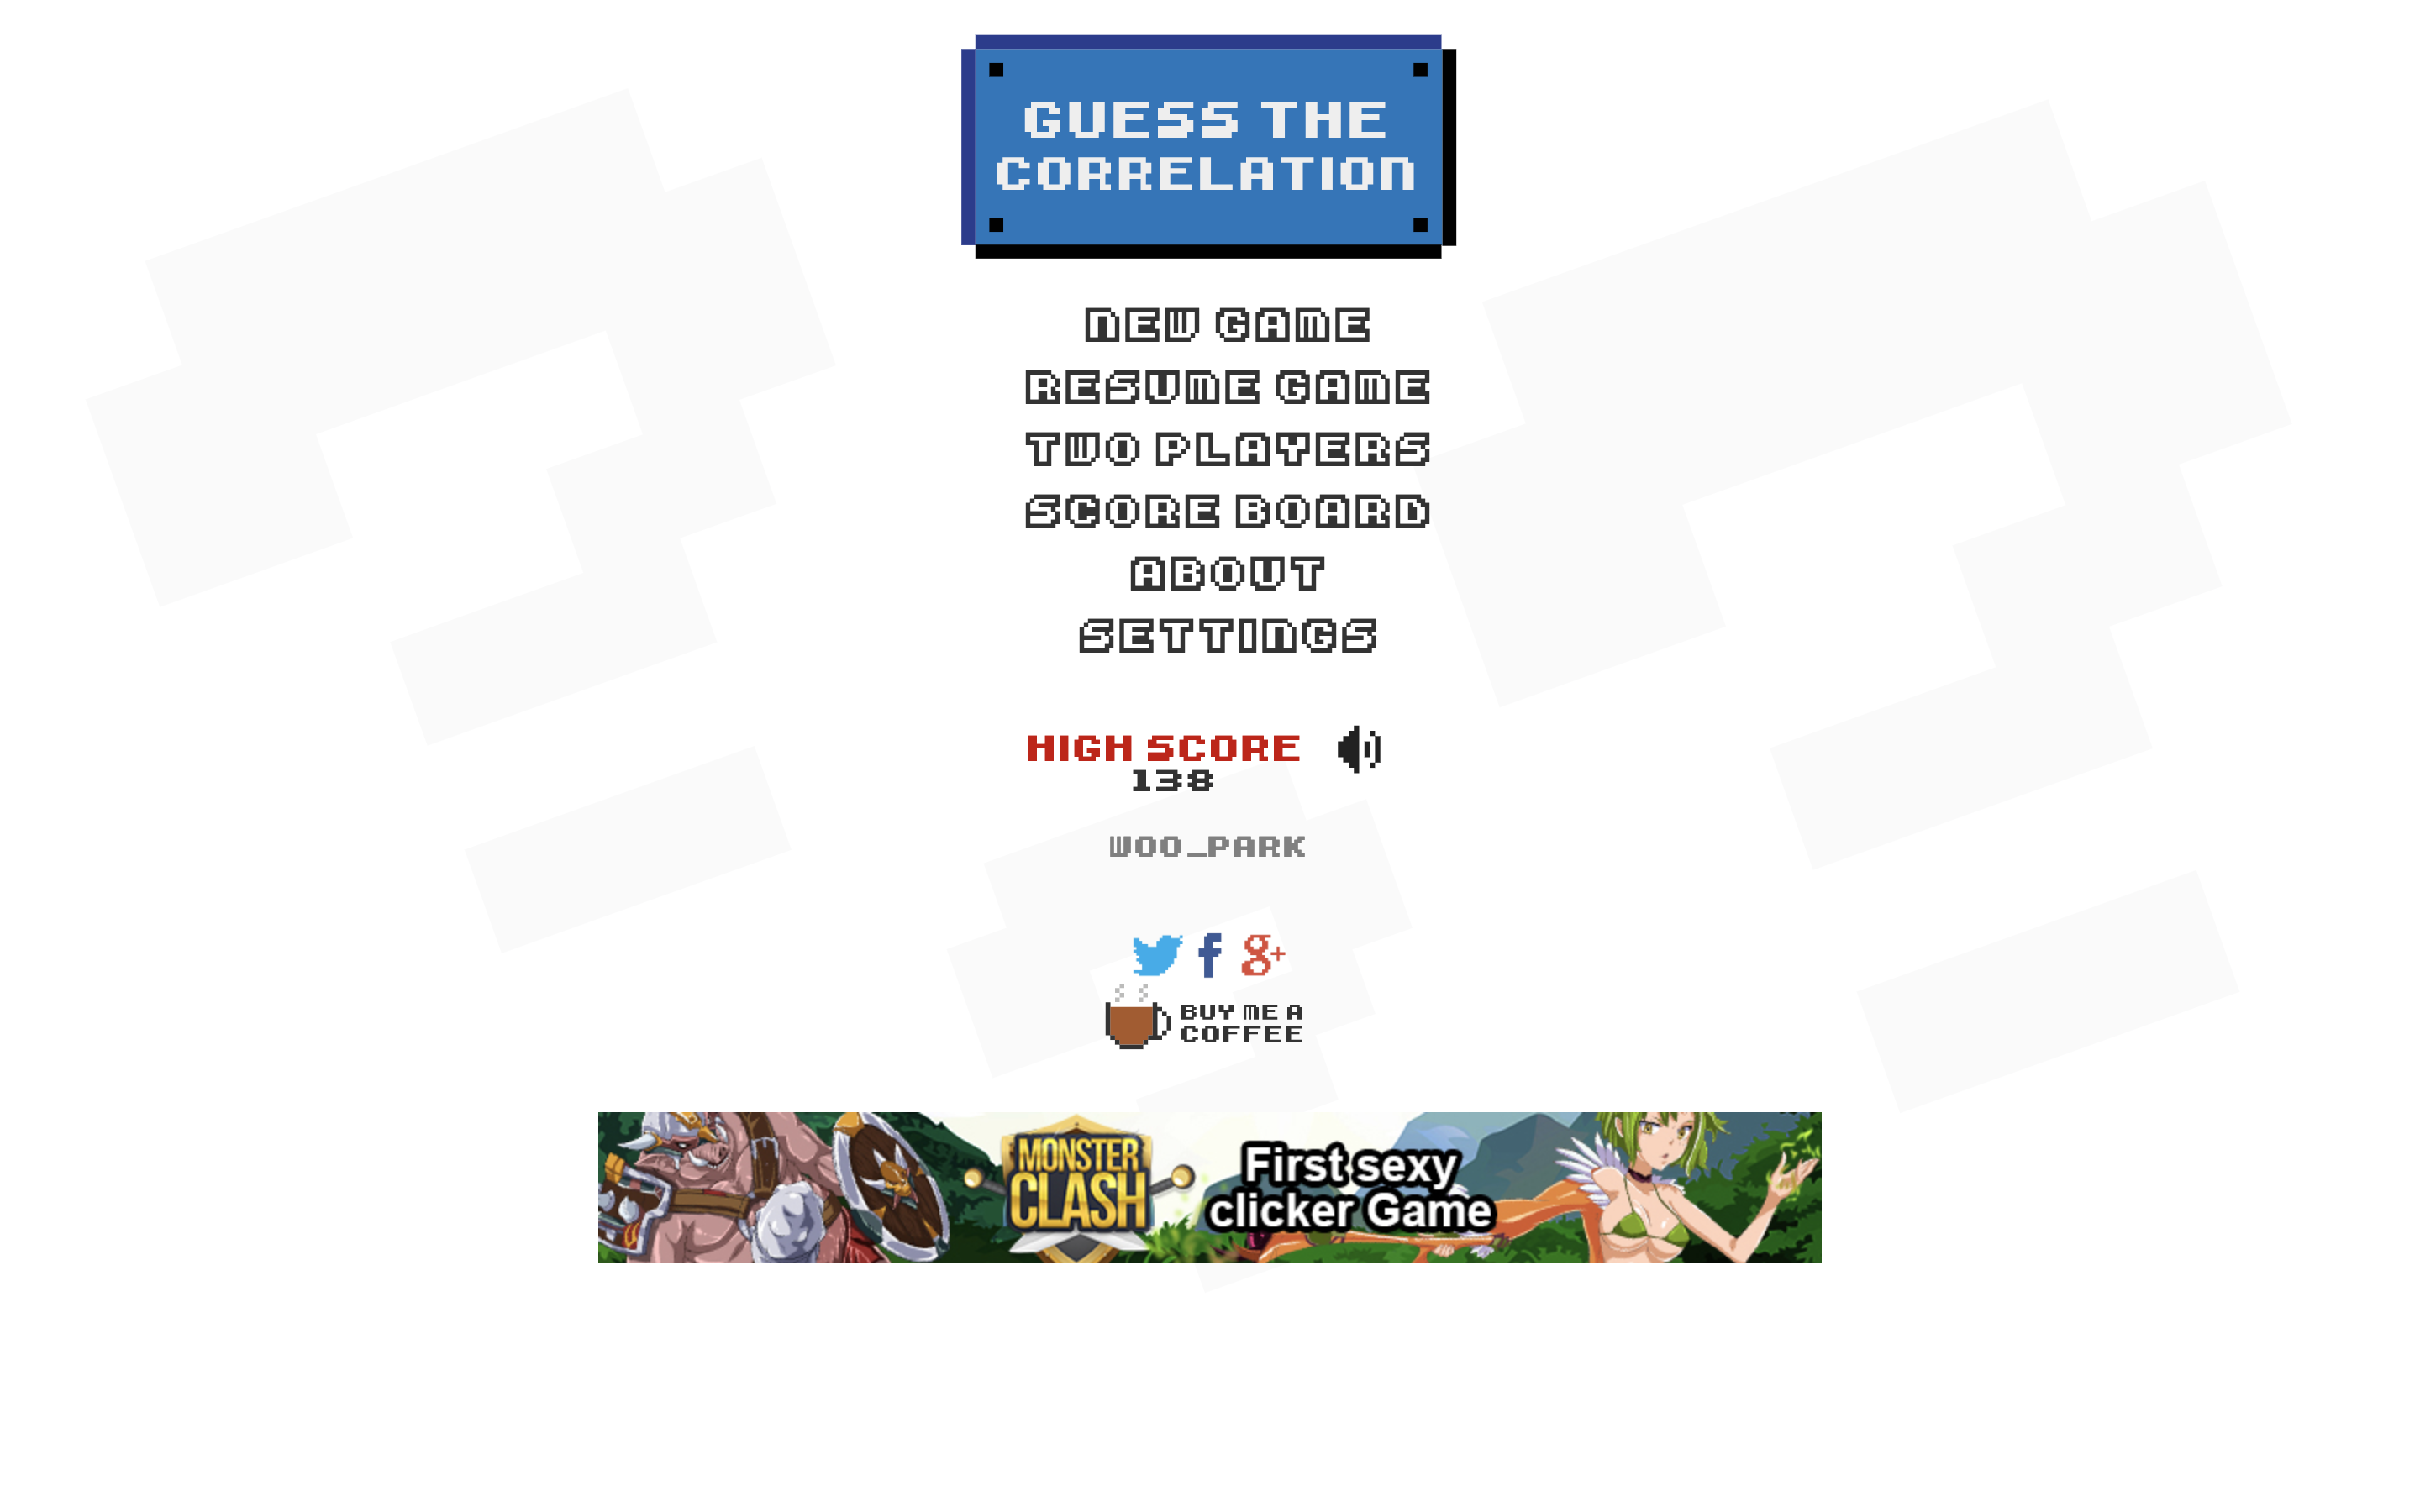 GUESS THE
CORRELATION
NEW GAME
RESUME GAME
TWO PLAYERS
SCORE BOARD
ABOUT
SETTINGS
HIGH SCORE
138
WOO_PARK
f g+
BUY ME A
COFFEE
MONSTER
CLASH
First sexy
clicker Game